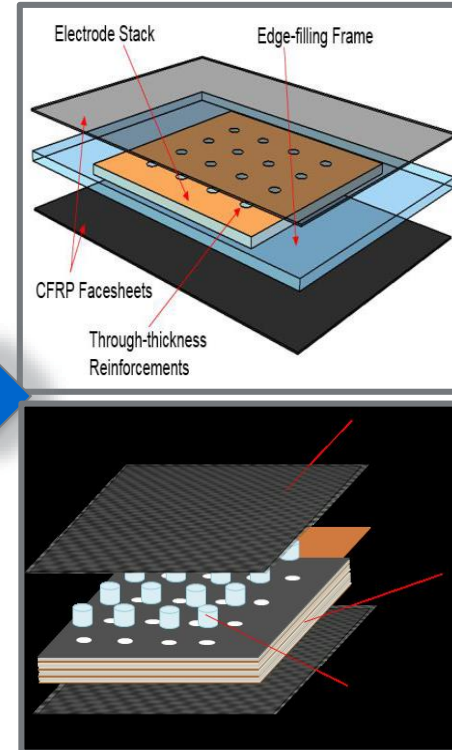 Electrode Stack
Edge-filling Frame
CFRP Facesheets
Through-thickness
Reinforcements